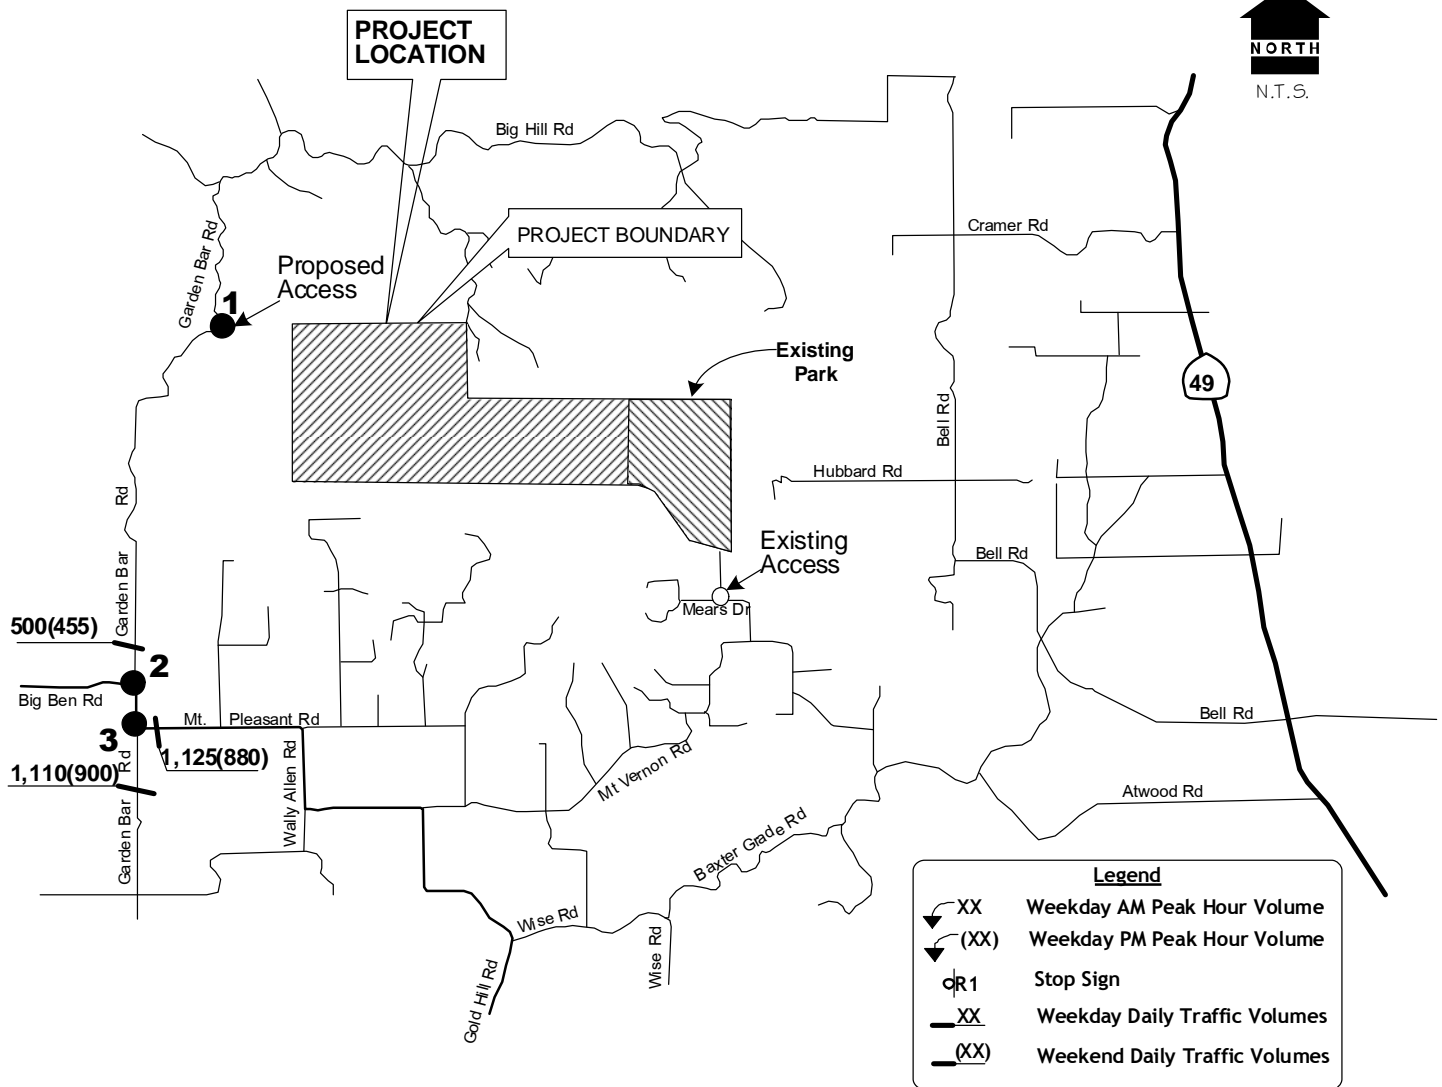 PROJECT
LOCATION
NORTH
N.T.S.
Big Hill Rd
Cramer Rd
PROJECT BOUNDARY
Garden Bar Rd
Proposed
Access
1
Existing
Park
49
Bell Rd
Hubbard Rd
Garden Bar Rd
Existing
Access
Bell Rd
Mears Dr
500(455)
2
Big Ben Rd
Mt. Pleasant Rd
3
Bell Rd
1,125(880)
1,110(900)
Garden Bar Rd
Wally Allen Rd
Mt Vernon Rd
Atwood Rd
Baxter Grade Rd
Wise Rd
Wise Rd
Gold Hill Rd
Legend
XX Weekday AM Peak Hour Volume
(XX) Weekday PM Peak Hour Volume
R1 Stop Sign
XX Weekday Daily Traffic Volumes
(XX) Weekend Daily Traffic Volumes